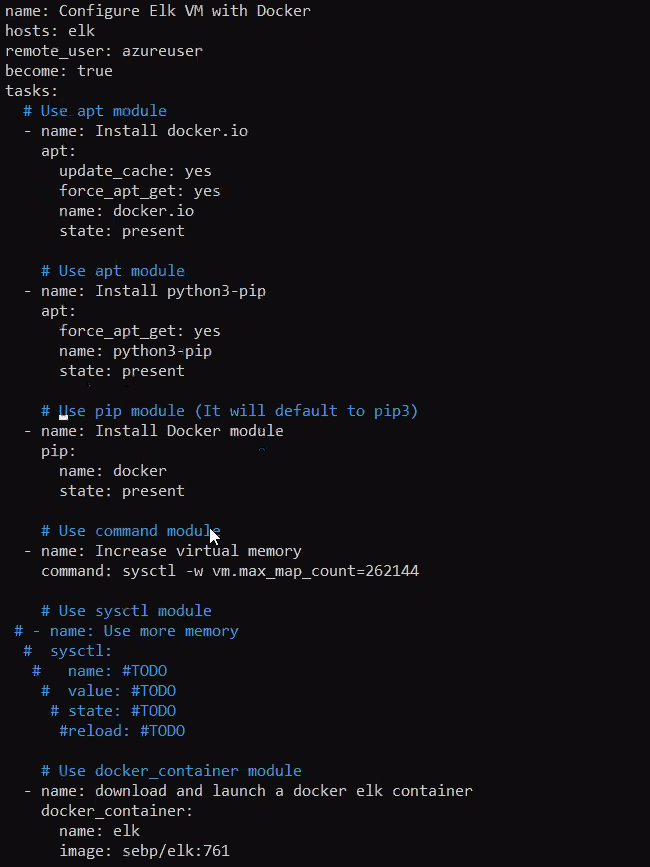 name: Configure Elk VM with Docker
hosts: elk
remote_user: azureuser
become: true
tasks:
  # Use apt module
  - name: Install docker.io
    apt:
      update_cache: yes
      force_apt_get: yes
      name: docker.io
      state: present

    # Use apt module
  - name: Install python3-pip
    apt:
      force_apt_get: yes
      name: python3-pip
      state: present

    # Use pip module (It will default to pip3)
  - name: Install Docker module
    pip:
      name: docker
      state: present

    # Use command module
  - name: Increase virtual memory
    command: sysctl -w vm.max_map_count=262144

    # Use sysctl module
 # - name: Use more memory
  #  sysctl:
   #   name: #TODO
    #  value: #TODO
     # state: #TODO
      #reload: #TODO

    # Use docker_container module
  - name: download and launch a docker elk container
    docker_container:
      name: elk
      image: sebp/elk:761